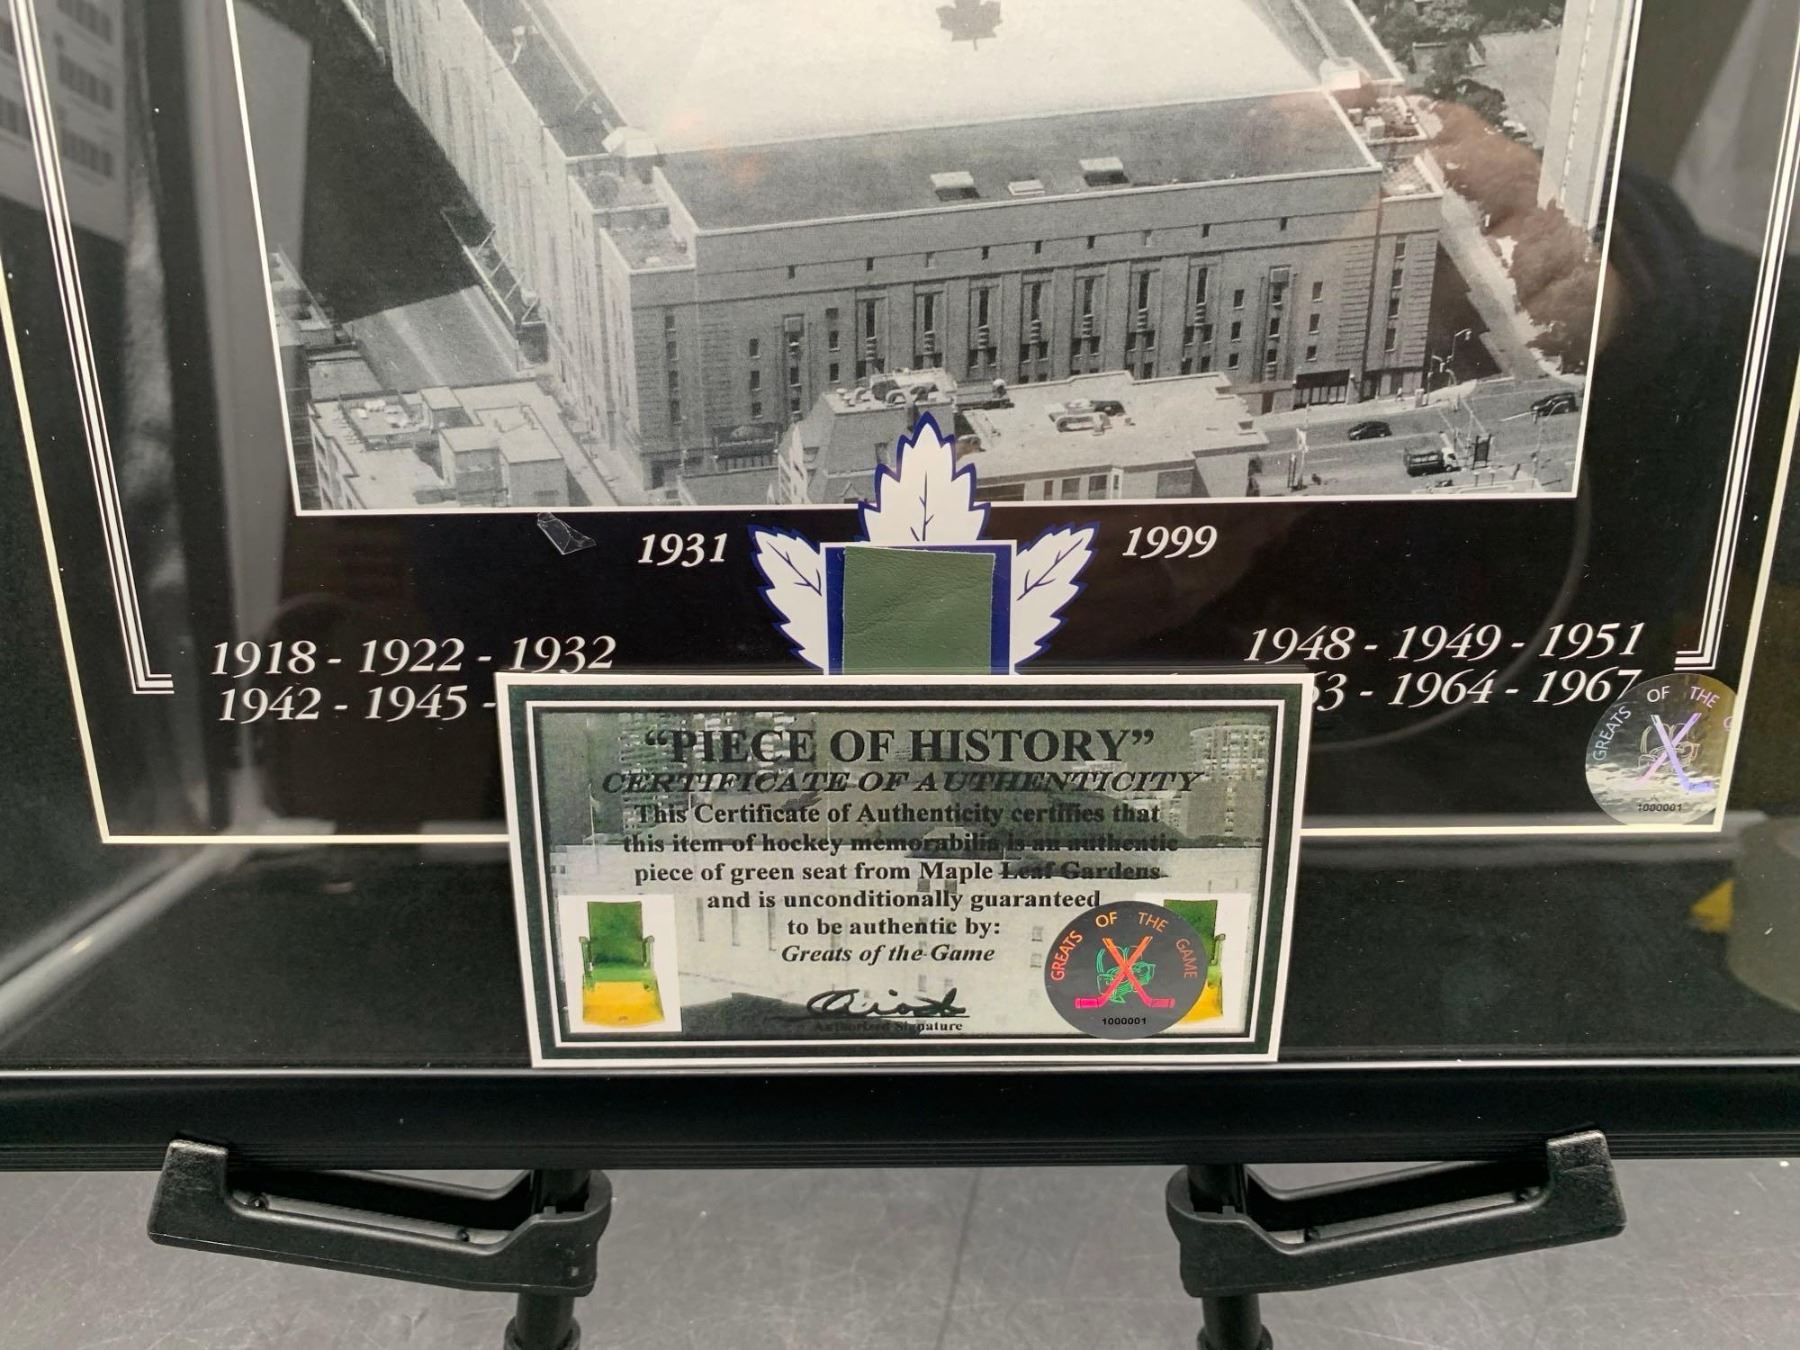 1931
1999
1918 - 1922 - 1932
1948 - 1949 - 1951
1942 - 1945 -
- 1964 - 1967
GREATS OF THE
1000001
"PIECE OF HISTORY"
CERTIFICATE OF AUTHENTICITY
This Certificate of Authenticity certifies that
this item of hockey memorabilia is an authentic
piece of green seat from Maple Leaf Gardens
and is unconditionally guaranteed
to be authentic by:
Greats of the Game
Authorized Signature
GREATS OF THE GAME
1000001